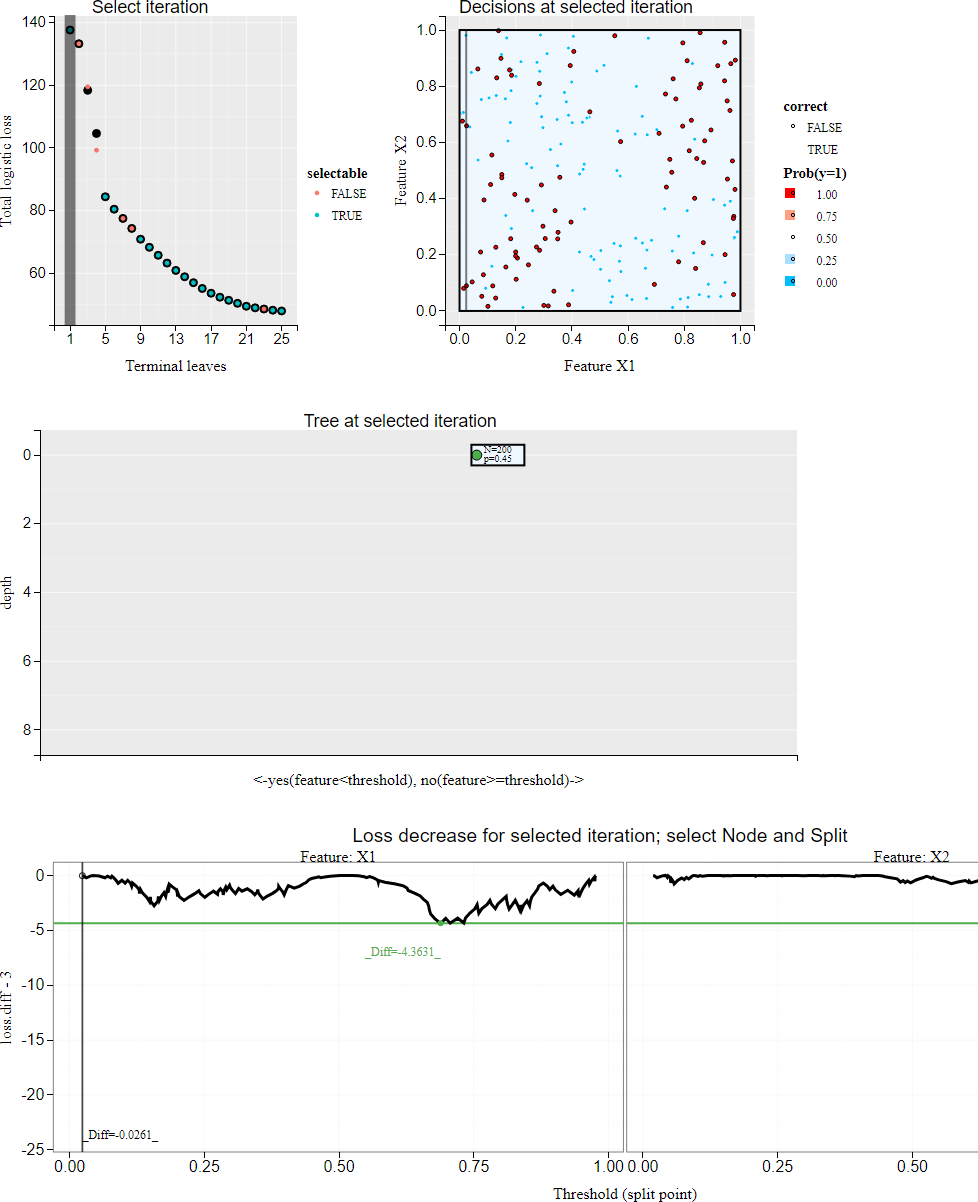 Select iteration
Total logistic loss
140
120
100
80
60
1 5 9 13 17 21 25
Terminal leaves
selectable
FALSE
TRUE
Decisions at selected iteration
Feature X2
1.0
0.8
0.6
0.4
0.2
0.0
0.0 0.2 0.4 0.6 0.8 1.0
Feature X1
correct
FALSE
TRUE
Prob(y=1)
1.00
0.75
0.50
0.25
0.00
Tree at selected iteration
depth
0
2
4
6
8
N=200
p=0.45
<-yes(feature<threshold), no(feature>=threshold)->
Loss decrease for selected iteration; select Node and Split
Feature: X1 Feature: X2
loss.diff - 3
0
-5
-10
-15
-20
-25
_Diff=-4.3631_
_Diff=-0.0261_
0.00 0.25 0.50 0.75 1.00 0.00 0.25 0.50
Threshold (split point)